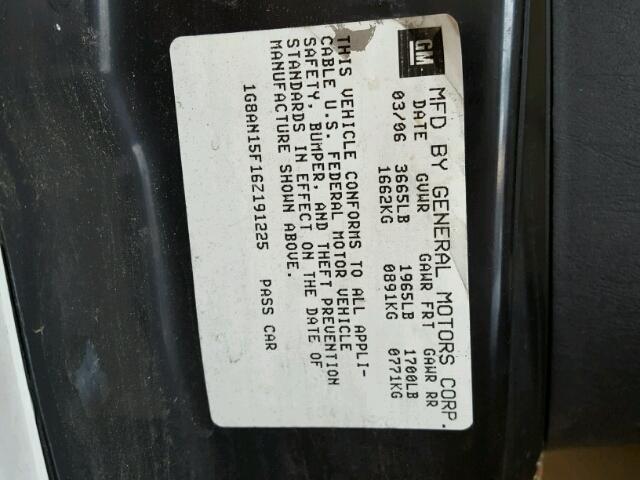 GM
MFD BY GENERAL MOTORS CORP.
DATE GVWR GAWR FRT GAWR RR
03/06 3665LB 1965LB 1700LB
1662KG 0891KG 0771KG
THIS VEHICLE CONFORMS TO ALL APPLI-
CABLE U.S. FEDERAL MOTOR VEHICLE
SAFETY, BUMPER, AND THEFT PREVENTION
STANDARDS IN EFFECT ON THE DATE OF
MANUFACTURE SHOWN ABOVE.
1G8AN15F16Z191225 PASS CAR